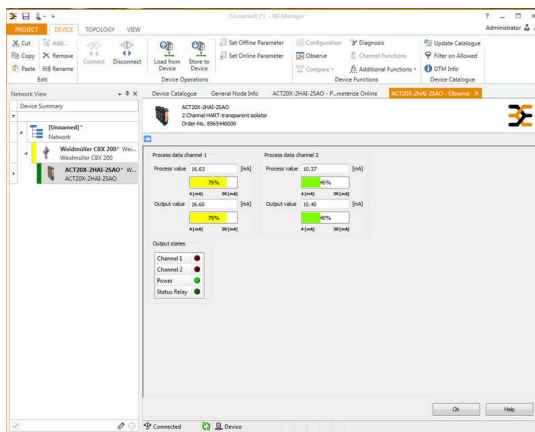 [Unnamed] (*). - WI-Manager
PROJECT DEVICE TOPOLOGY VIEW
Administrator
Cut Add...
Copy Remove
Paste Rename
Edit
Connect Disconnect
Load from Device
Store to Device
Set Offline Parameter
Set Online Parameter
Device Operations
Configuration Diagnosis
Observe Channel Functions
Compare Additional Functions
Device Functions
Update Catalogue
Filter on Allowed
DTM Info
Device Catalogue
Network View
Device Catalogue General Node Info ACT20X-2HAI-2SAO - P...meterize Online ACT20X-2HAI-2SAO - Observe
Device Summary
[Unnamed]*
Network
Weidmüller CBX 200* Wei...
Weidmüller CBX 200
ACT20X-2HAI-2SAO* W...
ACT20X-2HAI-2SAO
ACT20X-2HAI-2SAO
2 Channel HART-transparent isolator
Order-No. 8965440000
Process data channel 1
Process value 16.63 [mA]
79%
4 [mA] 20 [mA]
Output value 16.60 [mA]
79%
4 [mA] 20 [mA]
Process data channel 2
Process value 10.37 [mA]
40%
4 [mA] 20 [mA]
Output value 10.40 [mA]
40%
4 [mA] 20 [mA]
Output states
Channel 1
Channel 2
Power
Status Relay
Ok Help
Connected Device